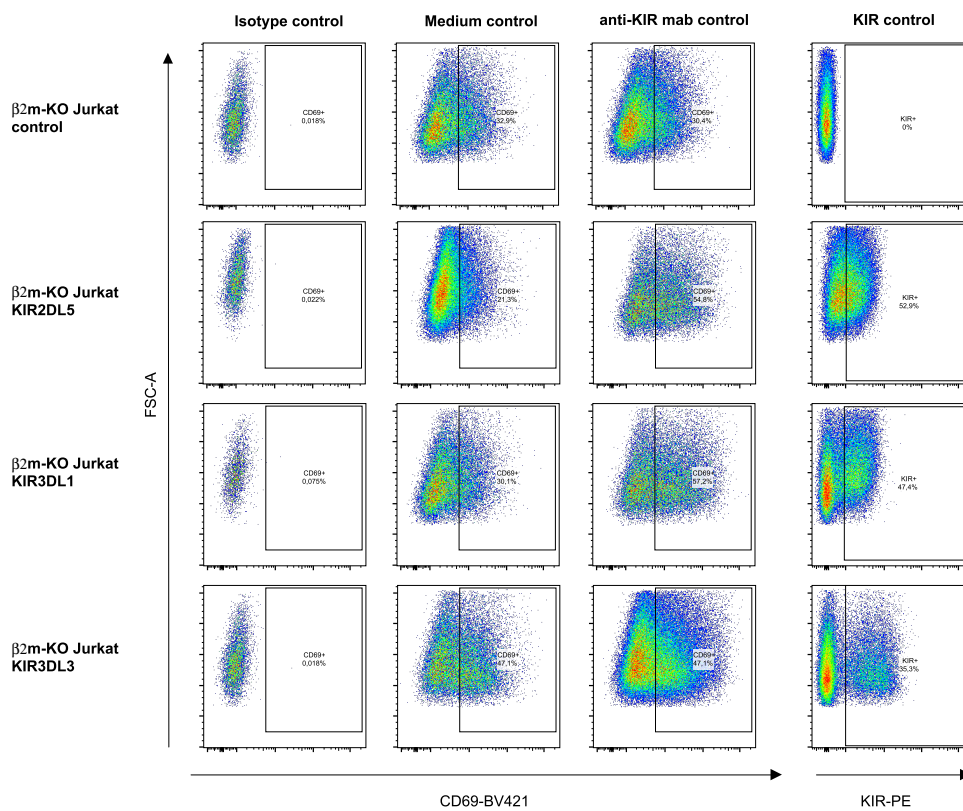 Isotype control
Medium control
anti-KIR mab control
KIR control
β2m-KO Jurkat
control
CD69+
0,018%
CD69+
32,9%
CD69+
30,4%
KIR+
0%
β2m-KO Jurkat
KIR2DL5
CD69+
0,022%
CD69+
21,3%
CD69+
54,8%
KIR+
52,9%
β2m-KO Jurkat
KIR3DL1
CD69+
0,075%
CD69+
30,1%
CD69+
57,2%
KIR+
47,4%
β2m-KO Jurkat
KIR3DL3
CD69+
0,018%
CD69+
47,1%
CD69+
47,1%
KIR+
35,3%
FSC-A
CD69-BV421
KIR-PE